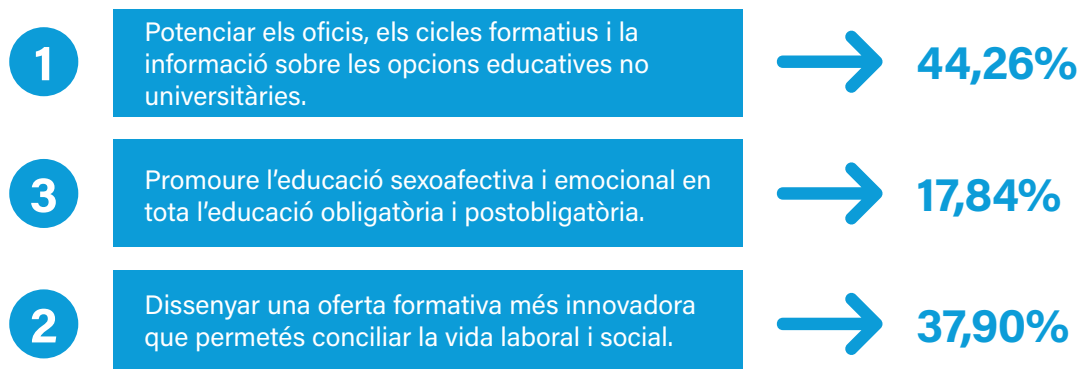 1
Potenciar els oficis, els cicles formatius i la
informació sobre les opcions educatives no
universitàries.
44,26%
3
Promoure l’educació sexoafectiva i emocional en
tota l’educació obligatòria i postobligatòria.
17,84%
2
Dissenyar una oferta formativa més innovadora
que permetés conciliar la vida laboral i social.
37,90%